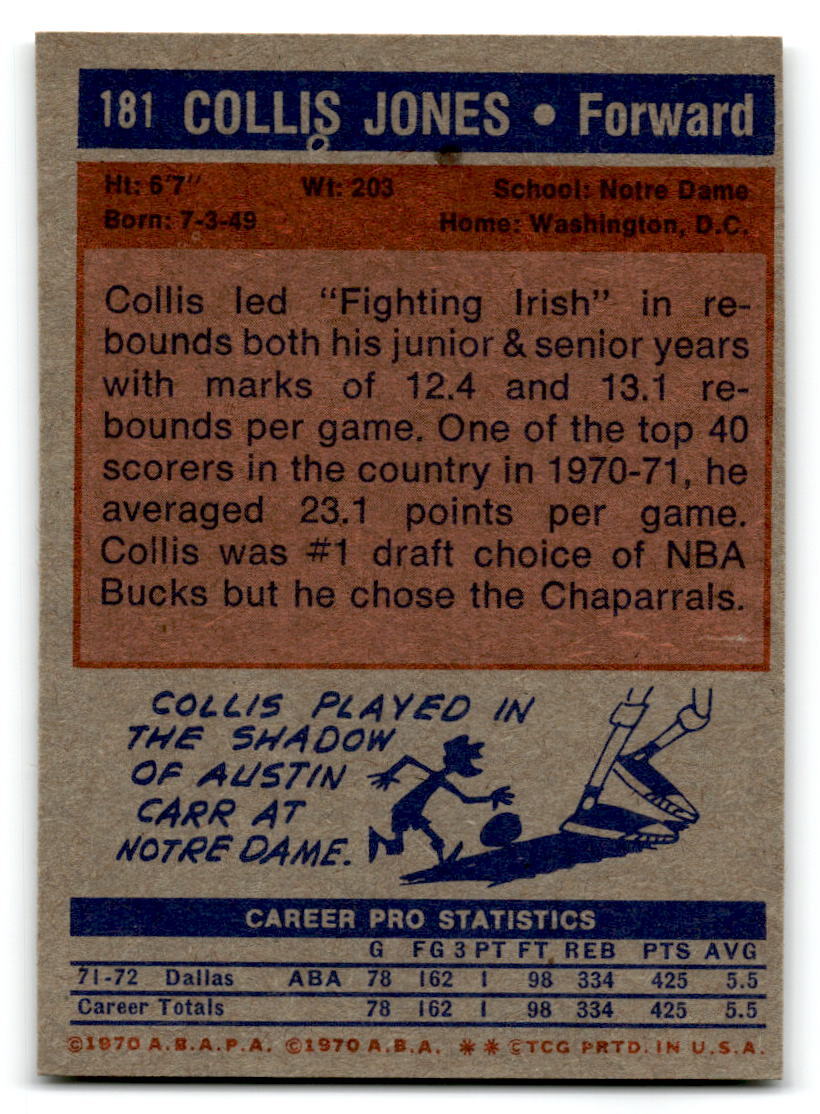 181 COLLIS JONES • Forward
Ht: 6'7" Wt: 203 School: Notre Dame
Born: 7-3-49 Home: Washington, D.C.
Collis led "Fighting Irish" in re-
bounds both his junior & senior years
with marks of 12.4 and 13.1 re-
bounds per game. One of the top 40
scorers in the country in 1970-71, he
averaged 23.1 points per game.
Collis was #1 draft choice of NBA
Bucks but he chose the Chaparrals.
COLLIS PLAYED IN
THE SHADOW
OF AUSTIN
CARR AT
NOTRE DAME.
CAREER PRO STATISTICS
G FG 3 PT FT REB PTS AVG
71-72 Dallas ABA 78 162 1 98 334 425 5.5
Career Totals 78 162 1 98 334 425 5.5
©1970 A.B.A.P.A. ©1970 A.B.A. ** ©TCG PRTD. IN U.S.A.